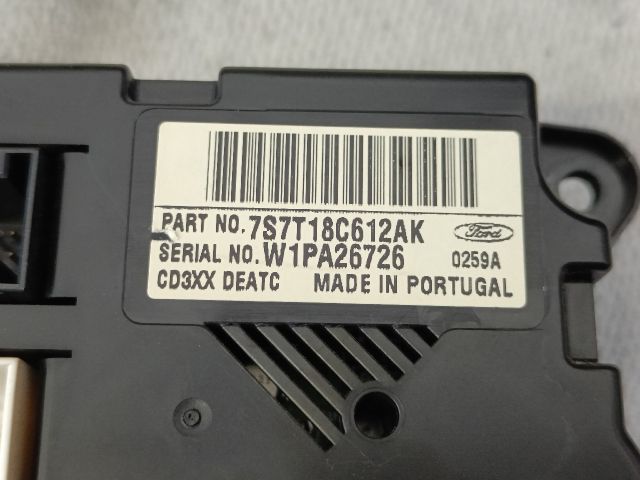 PART NO. 7S7T18C612AK
Ford
SERIAL NO. W1PA26726 0259A
CD3XX DEATC MADE IN PORTUGAL